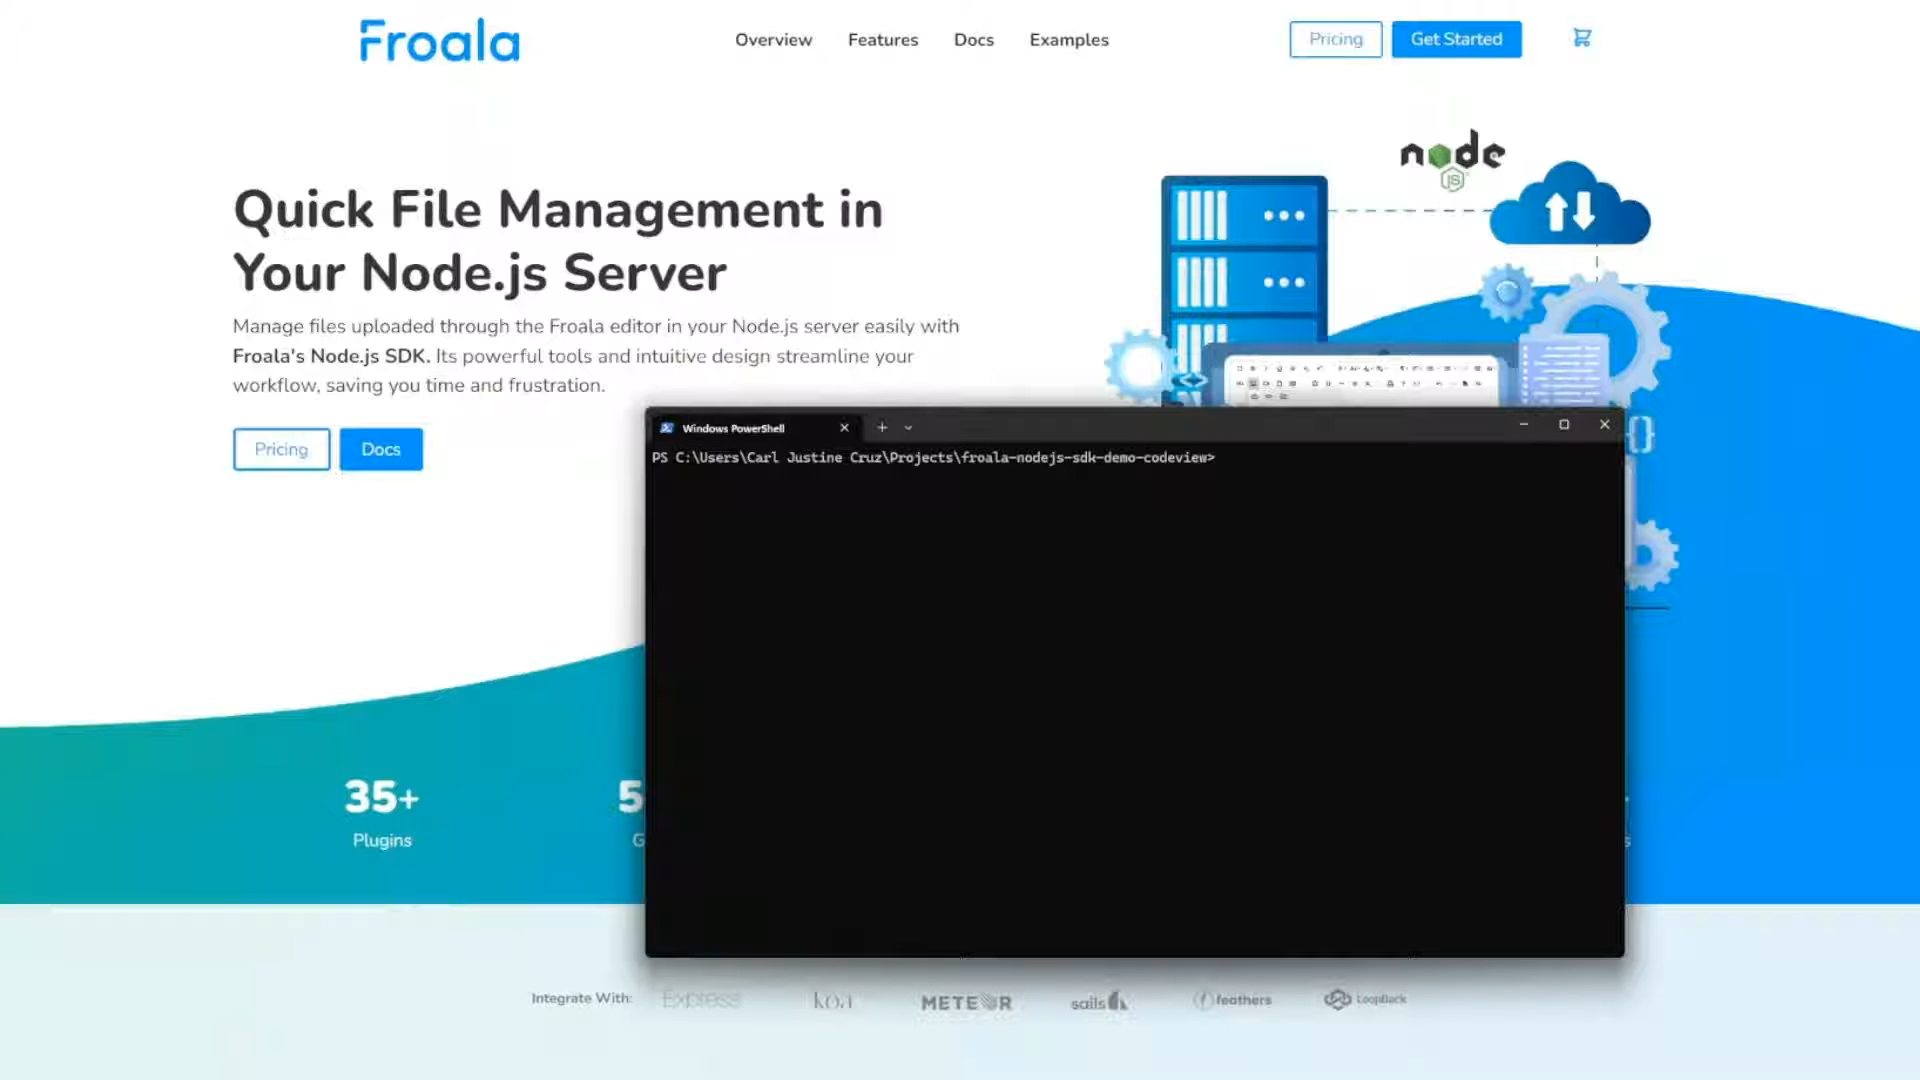 Froala
Overview
Features
Docs
Examples
Pricing
Get Started
node
JS
Quick File Management in
Your Node.js Server
Manage files uploaded through the Froala editor in your Node.js server easily with
Froala's Node.js SDK. Its powerful tools and intuitive design streamline your
workflow, saving you time and frustration.
Pricing
Docs
Windows PowerShell
PS C:\Users\Carl Justine Cruz\Projects\froala-nodejs-sdk-demo-codeview>
35+
5
Plugins
G
s
Integrate With:
Express
koa
METEOR
sails
feathers
LoopBack